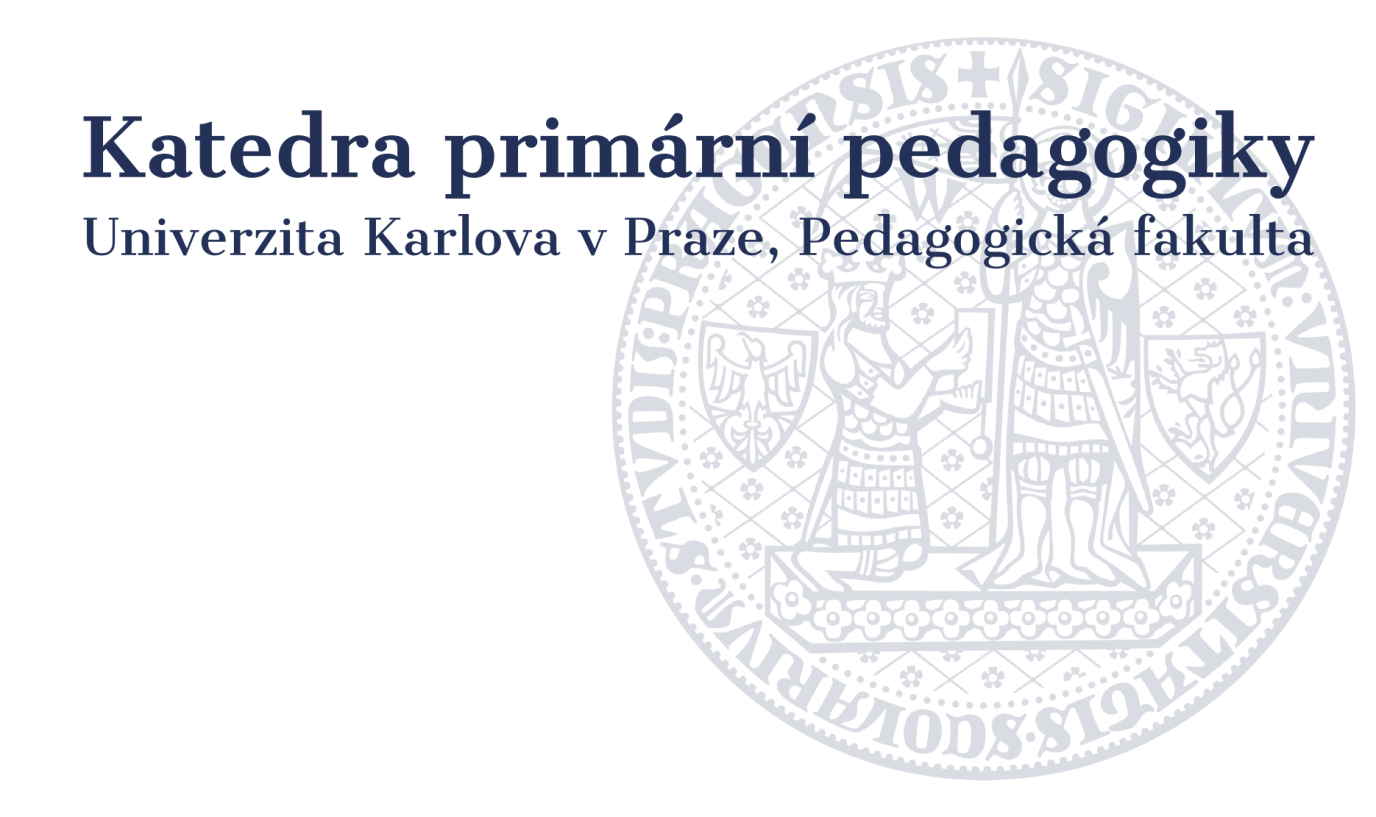 Katedra primární pedagogiky
Univerzita Karlova v Praze, Pedagogická fakulta